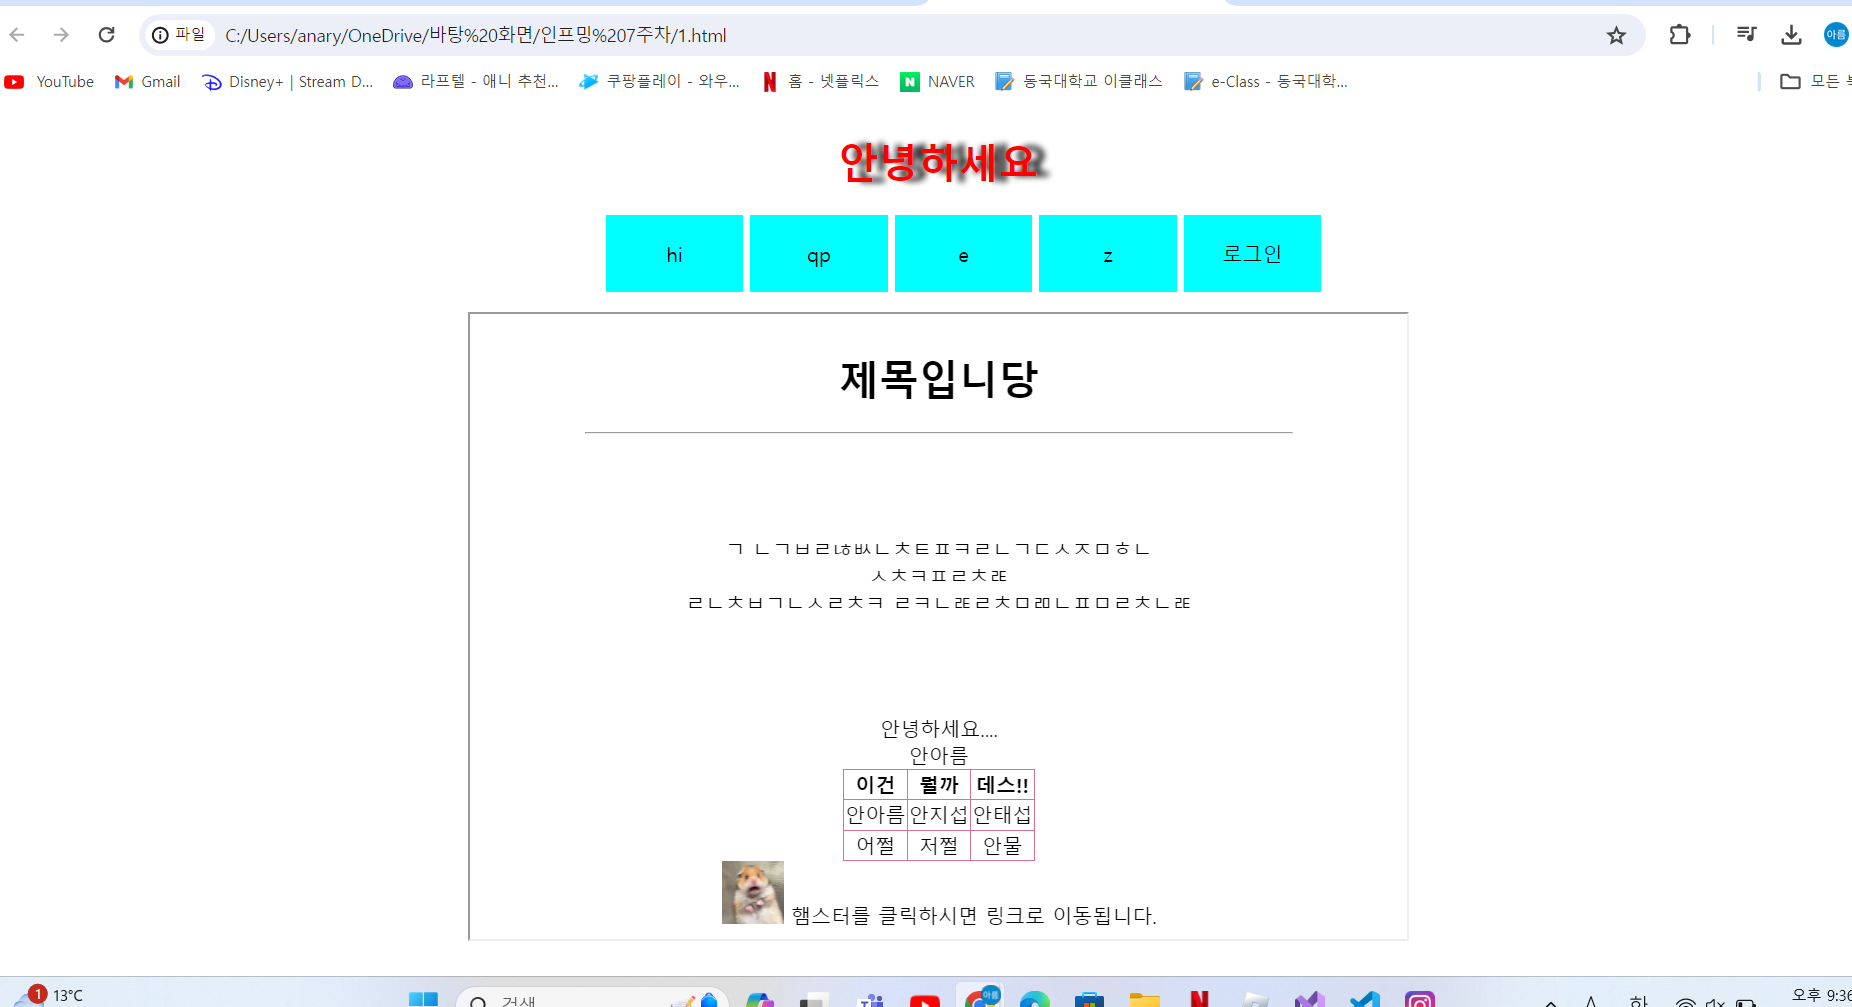 파일 C:/Users/anary/OneDrive/바탕%20화면/인프밍%207주차/1.html 아름
YouTube Gmail Disney+ | Stream D... 라프텔 - 애니 추천... 쿠팡플레이 - 와우... 홈 - 넷플릭스 NAVER 동국대학교 이클래스 e-Class - 동국대학... 모든
안녕하세요
hi qp e z 로그인
제목입니당
ㄱ ㄴㄱㅂㄹㄶㅄㄴㅊㅌㅍㅋㄹㄴㄱㄷㅅㅈㅁㅎㄴ
ㅅㅊㅋㅍㄹㅊㄾ
ㄹㄴㅊㅂㄱㄴㅅㄹㅊㅋ ㄹㅋㄴㄾㄹㅊㅁㄻㄴㅍㅁㄹㅊㄴㄾ
안녕하세요....
안아름
이건 뭘까 데스!!
안아름 안지섭 안태섭
어쩔 저쩔 안물
햄스터를 클릭하시면 링크로 이동됩니다.
1 13°C 검색 아름 A 한 오후 9:36